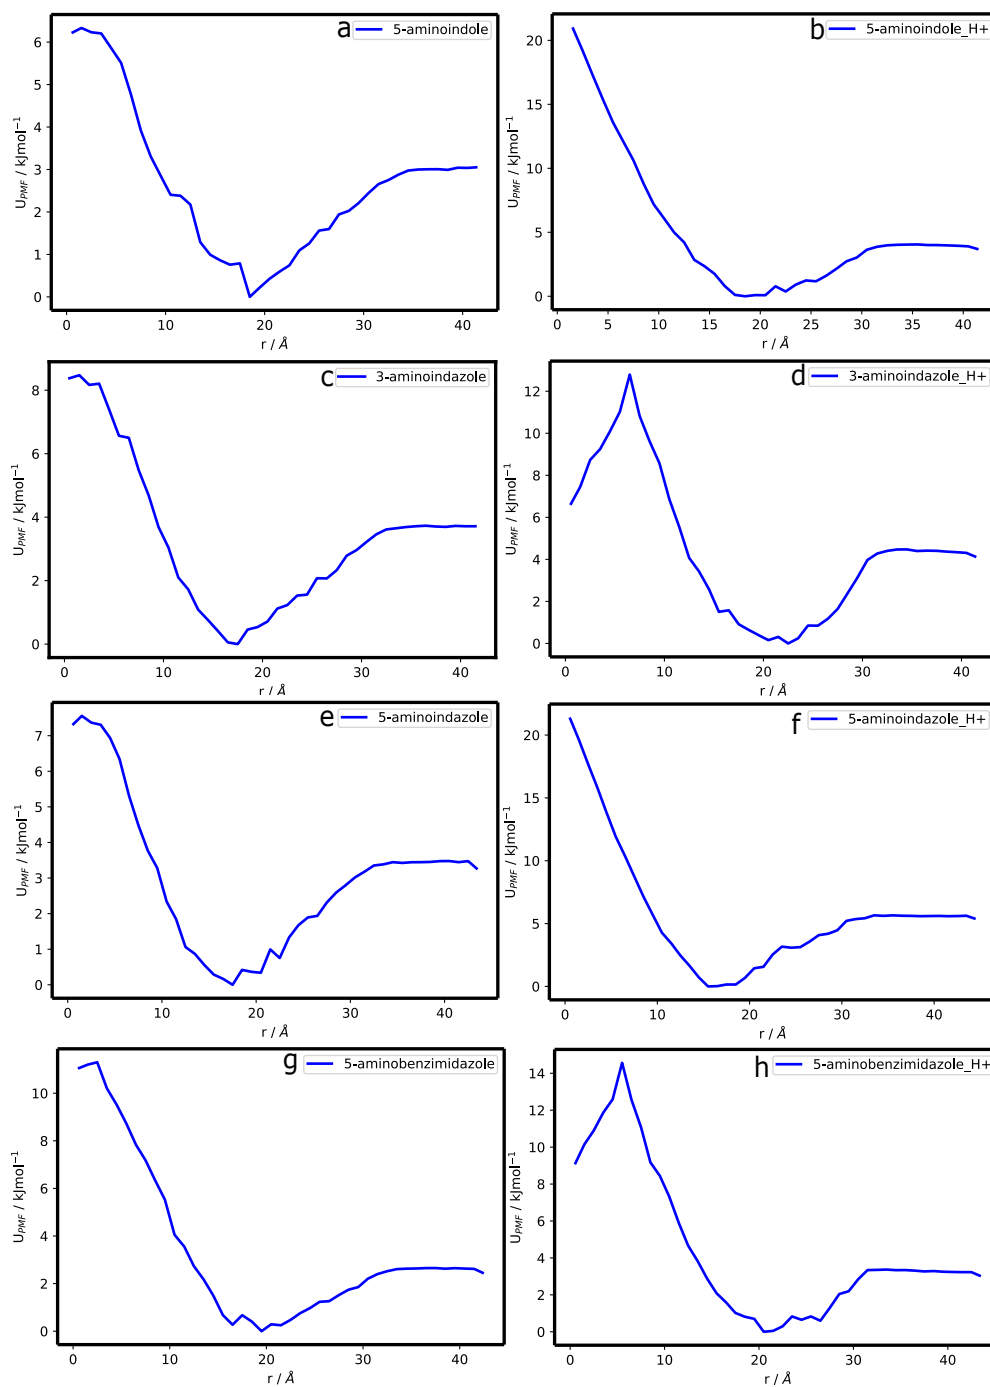 a
5-aminoindole
6
5
4
3
2
1
0
U_PMF / kJmol⁻¹
0 10 20 30 40
r / Å
b
5-aminoindole_H+
20
15
10
5
0
U_PMF / kJmol⁻¹
0 5 10 15 20 25 30 35 40
r / Å
c
3-aminoindazole
8
6
4
2
0
U_PMF / kJmol⁻¹
0 10 20 30 40
r / Å
d
3-aminoindazole_H+
12
10
8
6
4
2
0
U_PMF / kJmol⁻¹
0 10 20 30 40
r / Å
e
5-aminoindazole
7
6
5
4
3
2
1
0
U_PMF / kJmol⁻¹
0 10 20 30 40
r / Å
f
5-aminoindazole_H+
20
15
10
5
0
U_PMF / kJmol⁻¹
0 10 20 30 40
r / Å
g
5-aminobenzimidazole
10
8
6
4
2
0
U_PMF / kJmol⁻¹
0 10 20 30 40
r / Å
h
5-aminobenzimidazole_H+
14
12
10
8
6
4
2
0
U_PMF / kJmol⁻¹
0 10 20 30 40
r / Å